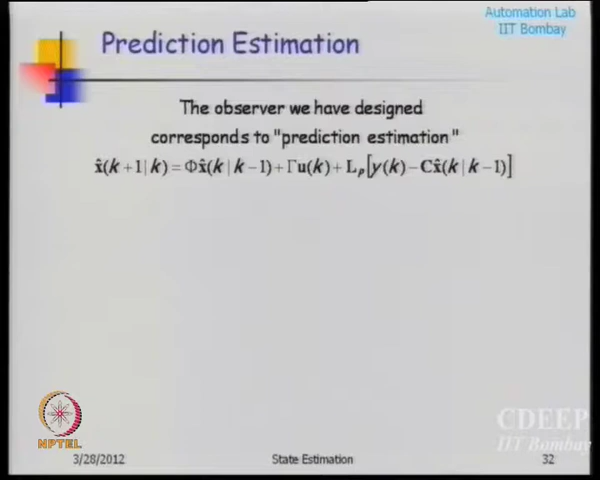 Automation Lab
IIT Bombay
Prediction Estimation
The observer we have designed
corresponds to "prediction estimation"
x̂(k + 1 | k) = Φx̂(k | k − 1) + Γu(k) + Lₚ[y(k) − Cx̂(k | k − 1)]
CDEEP
IIT Bombay
NPTEL
3/28/2012
State Estimation
32